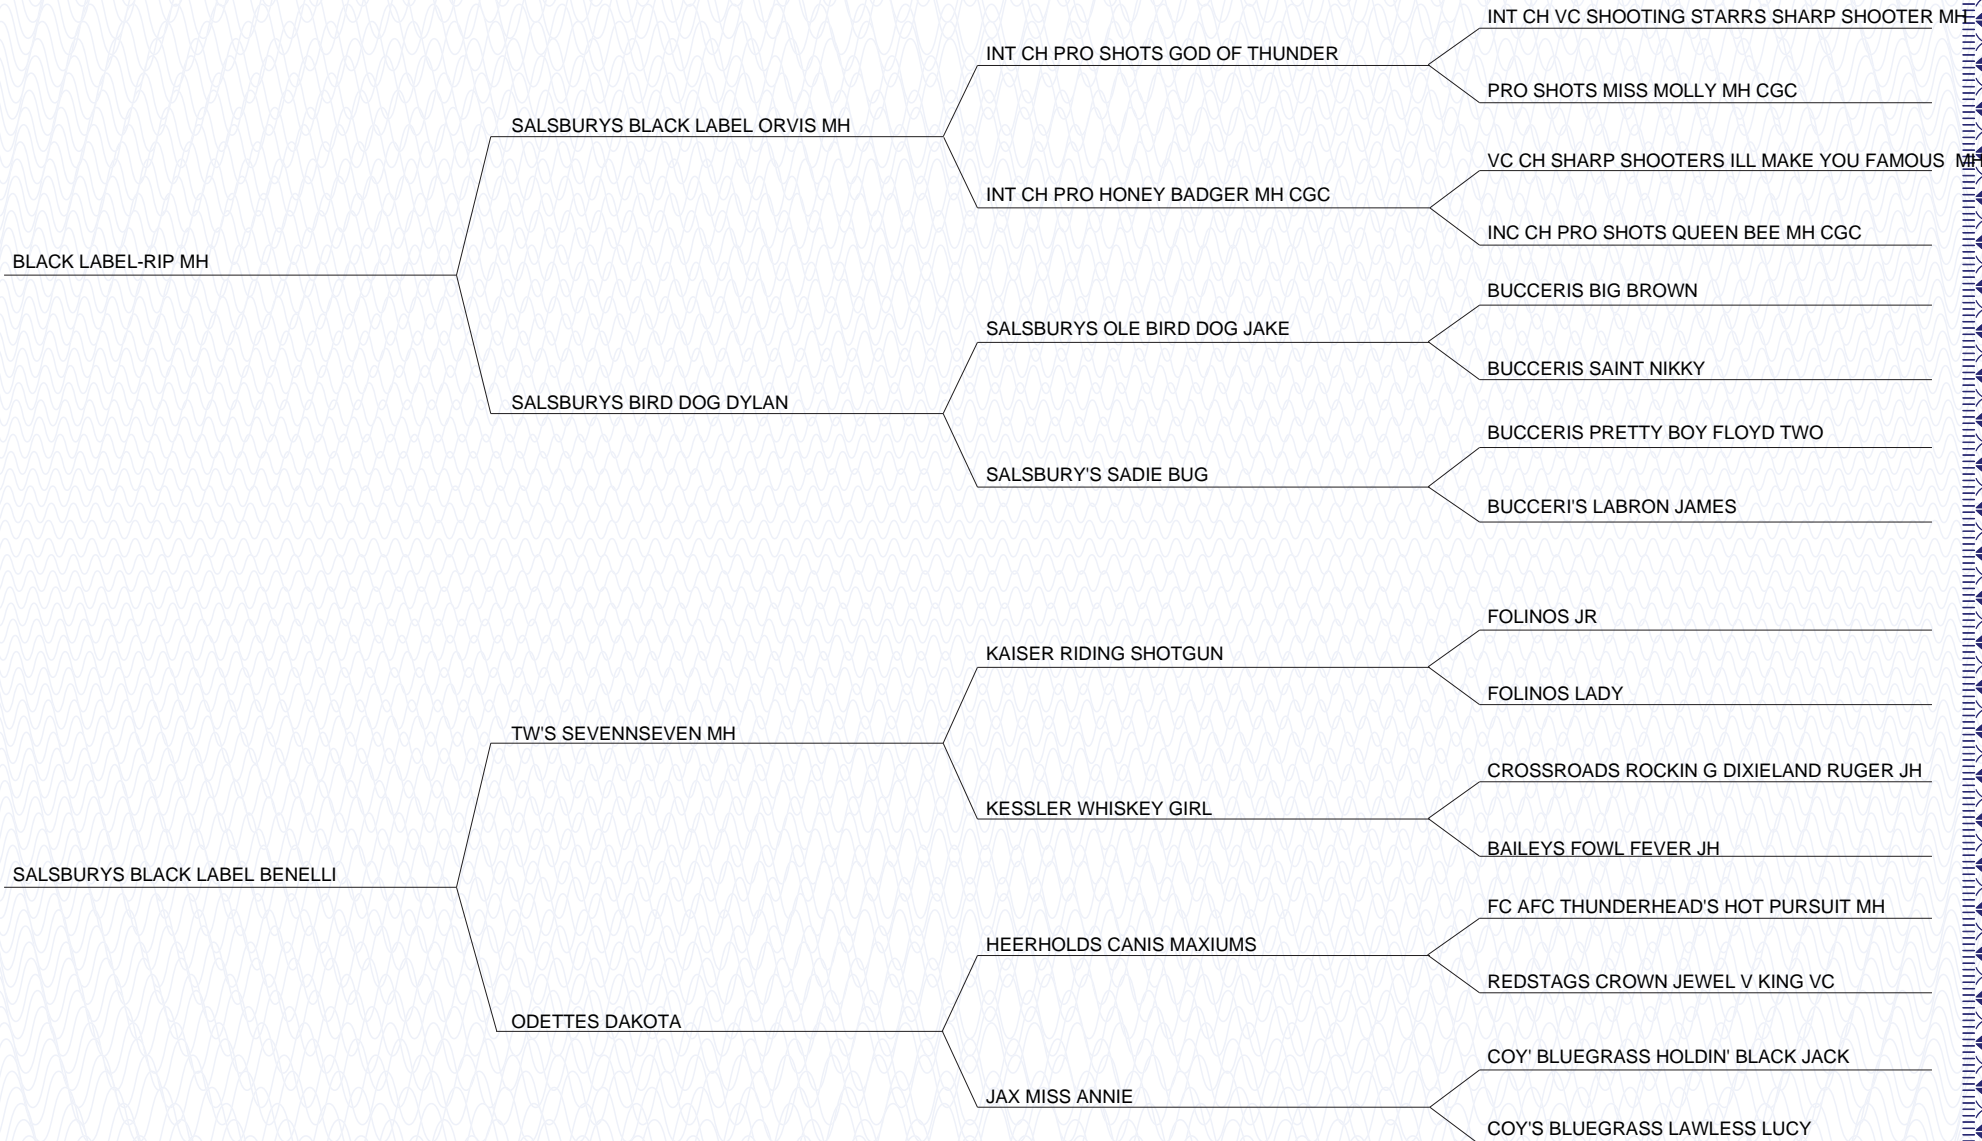 INT CH VC SHOOTING STARRS SHARP SHOOTER MH
INT CH PRO SHOTS GOD OF THUNDER
PRO SHOTS MISS MOLLY MH CGC
SALSBURYS BLACK LABEL ORVIS MH
VC CH SHARP SHOOTERS ILL MAKE YOU FAMOUS MH
INT CH PRO HONEY BADGER MH CGC
INC CH PRO SHOTS QUEEN BEE MH CGC
BLACK LABEL-RIP MH
BUCCERIS BIG BROWN
SALSBURYS OLE BIRD DOG JAKE
BUCCERIS SAINT NIKKY
SALSBURYS BIRD DOG DYLAN
BUCCERIS PRETTY BOY FLOYD TWO
SALSBURY'S SADIE BUG
BUCCERI'S LABRON JAMES
FOLINOS JR
KAISER RIDING SHOTGUN
FOLINOS LADY
TW'S SEVENNSEVEN MH
CROSSROADS ROCKIN G DIXIELAND RUGER JH
KESSLER WHISKEY GIRL
BAILEYS FOWL FEVER JH
SALSBURYS BLACK LABEL BENELLI
FC AFC THUNDERHEAD'S HOT PURSUIT MH
HEERHOLDS CANIS MAXIUMS
REDSTAGS CROWN JEWEL V KING VC
ODETTES DAKOTA
COY' BLUEGRASS HOLDIN' BLACK JACK
JAX MISS ANNIE
COY'S BLUEGRASS LAWLESS LUCY